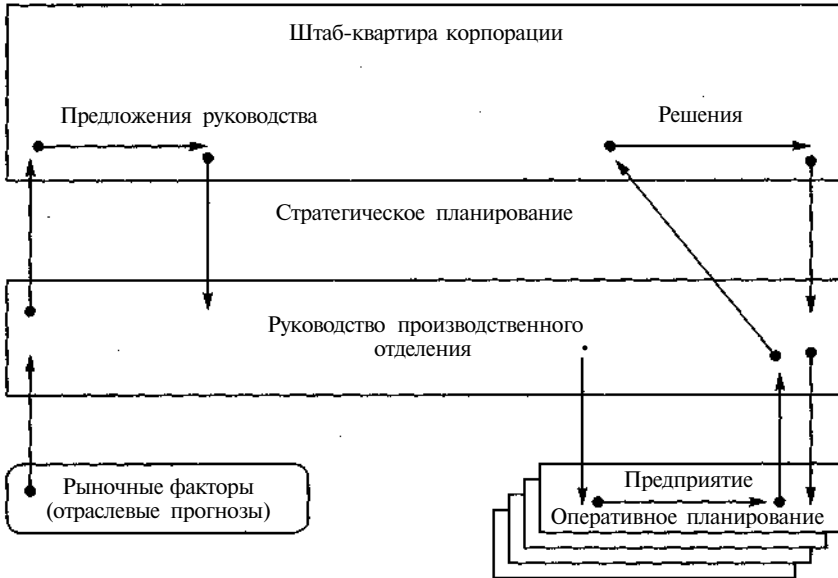 Штаб-квартира корпорации
Предложения руководства
Решения
Стратегическое планирование
Руководство производственного
отделения
Рыночные факторы
(отраслевые прогнозы)
Предприятие
Оперативное планирование